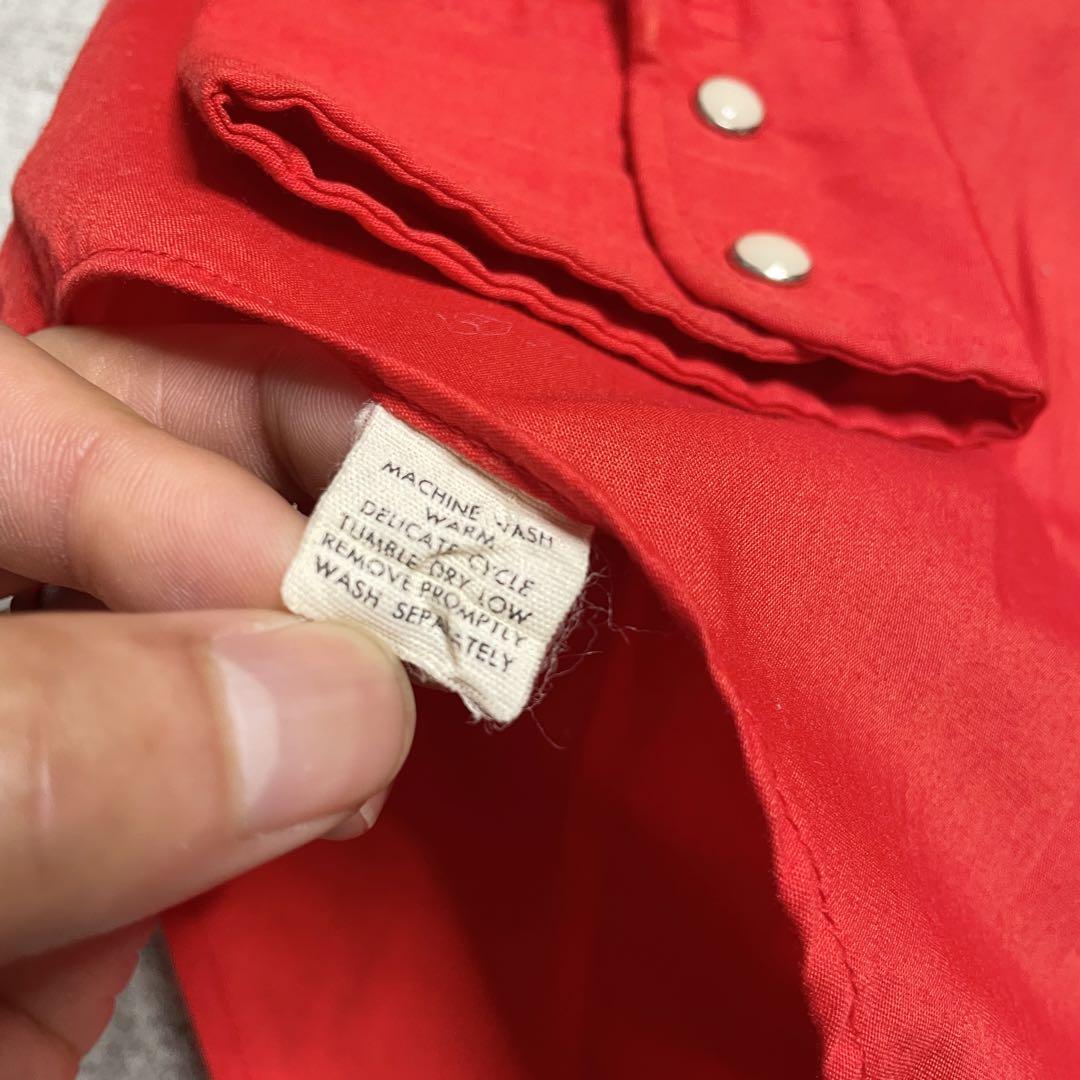 MACHINE WASH
WARM
DELICATE CYCLE
TUMBLE DRY LOW
REMOVE PROMPTLY
WASH SEPARATELY